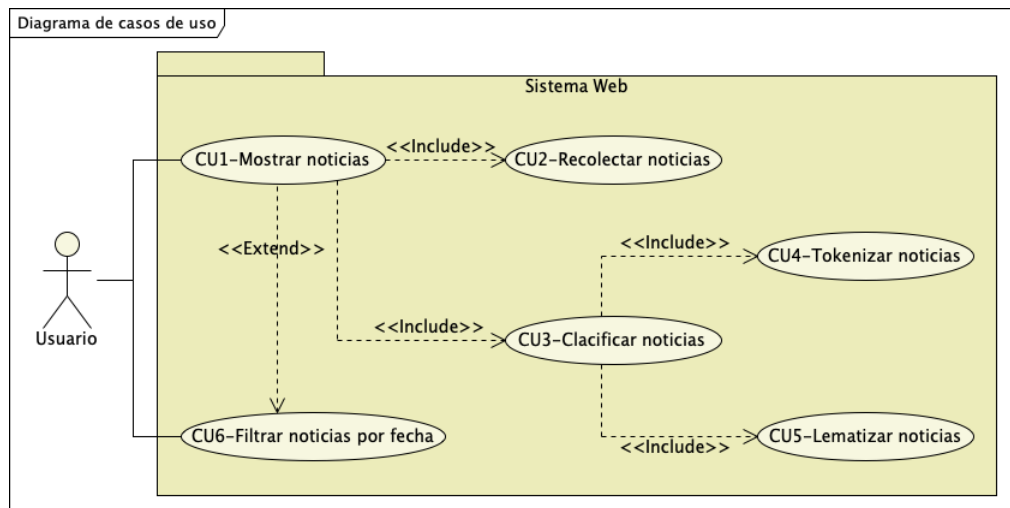 Diagrama de casos de uso
Sistema Web
CU1-Mostrar noticias
<<Include>>
CU2-Recolectar noticias
<<Extend>>
<<Include>>
CU4-Tokenizar noticias
Usuario
<<Include>>
CU3-Clacificar noticias
CU6-Filtrar noticias por fecha
<<Include>>
CU5-Lematizar noticias